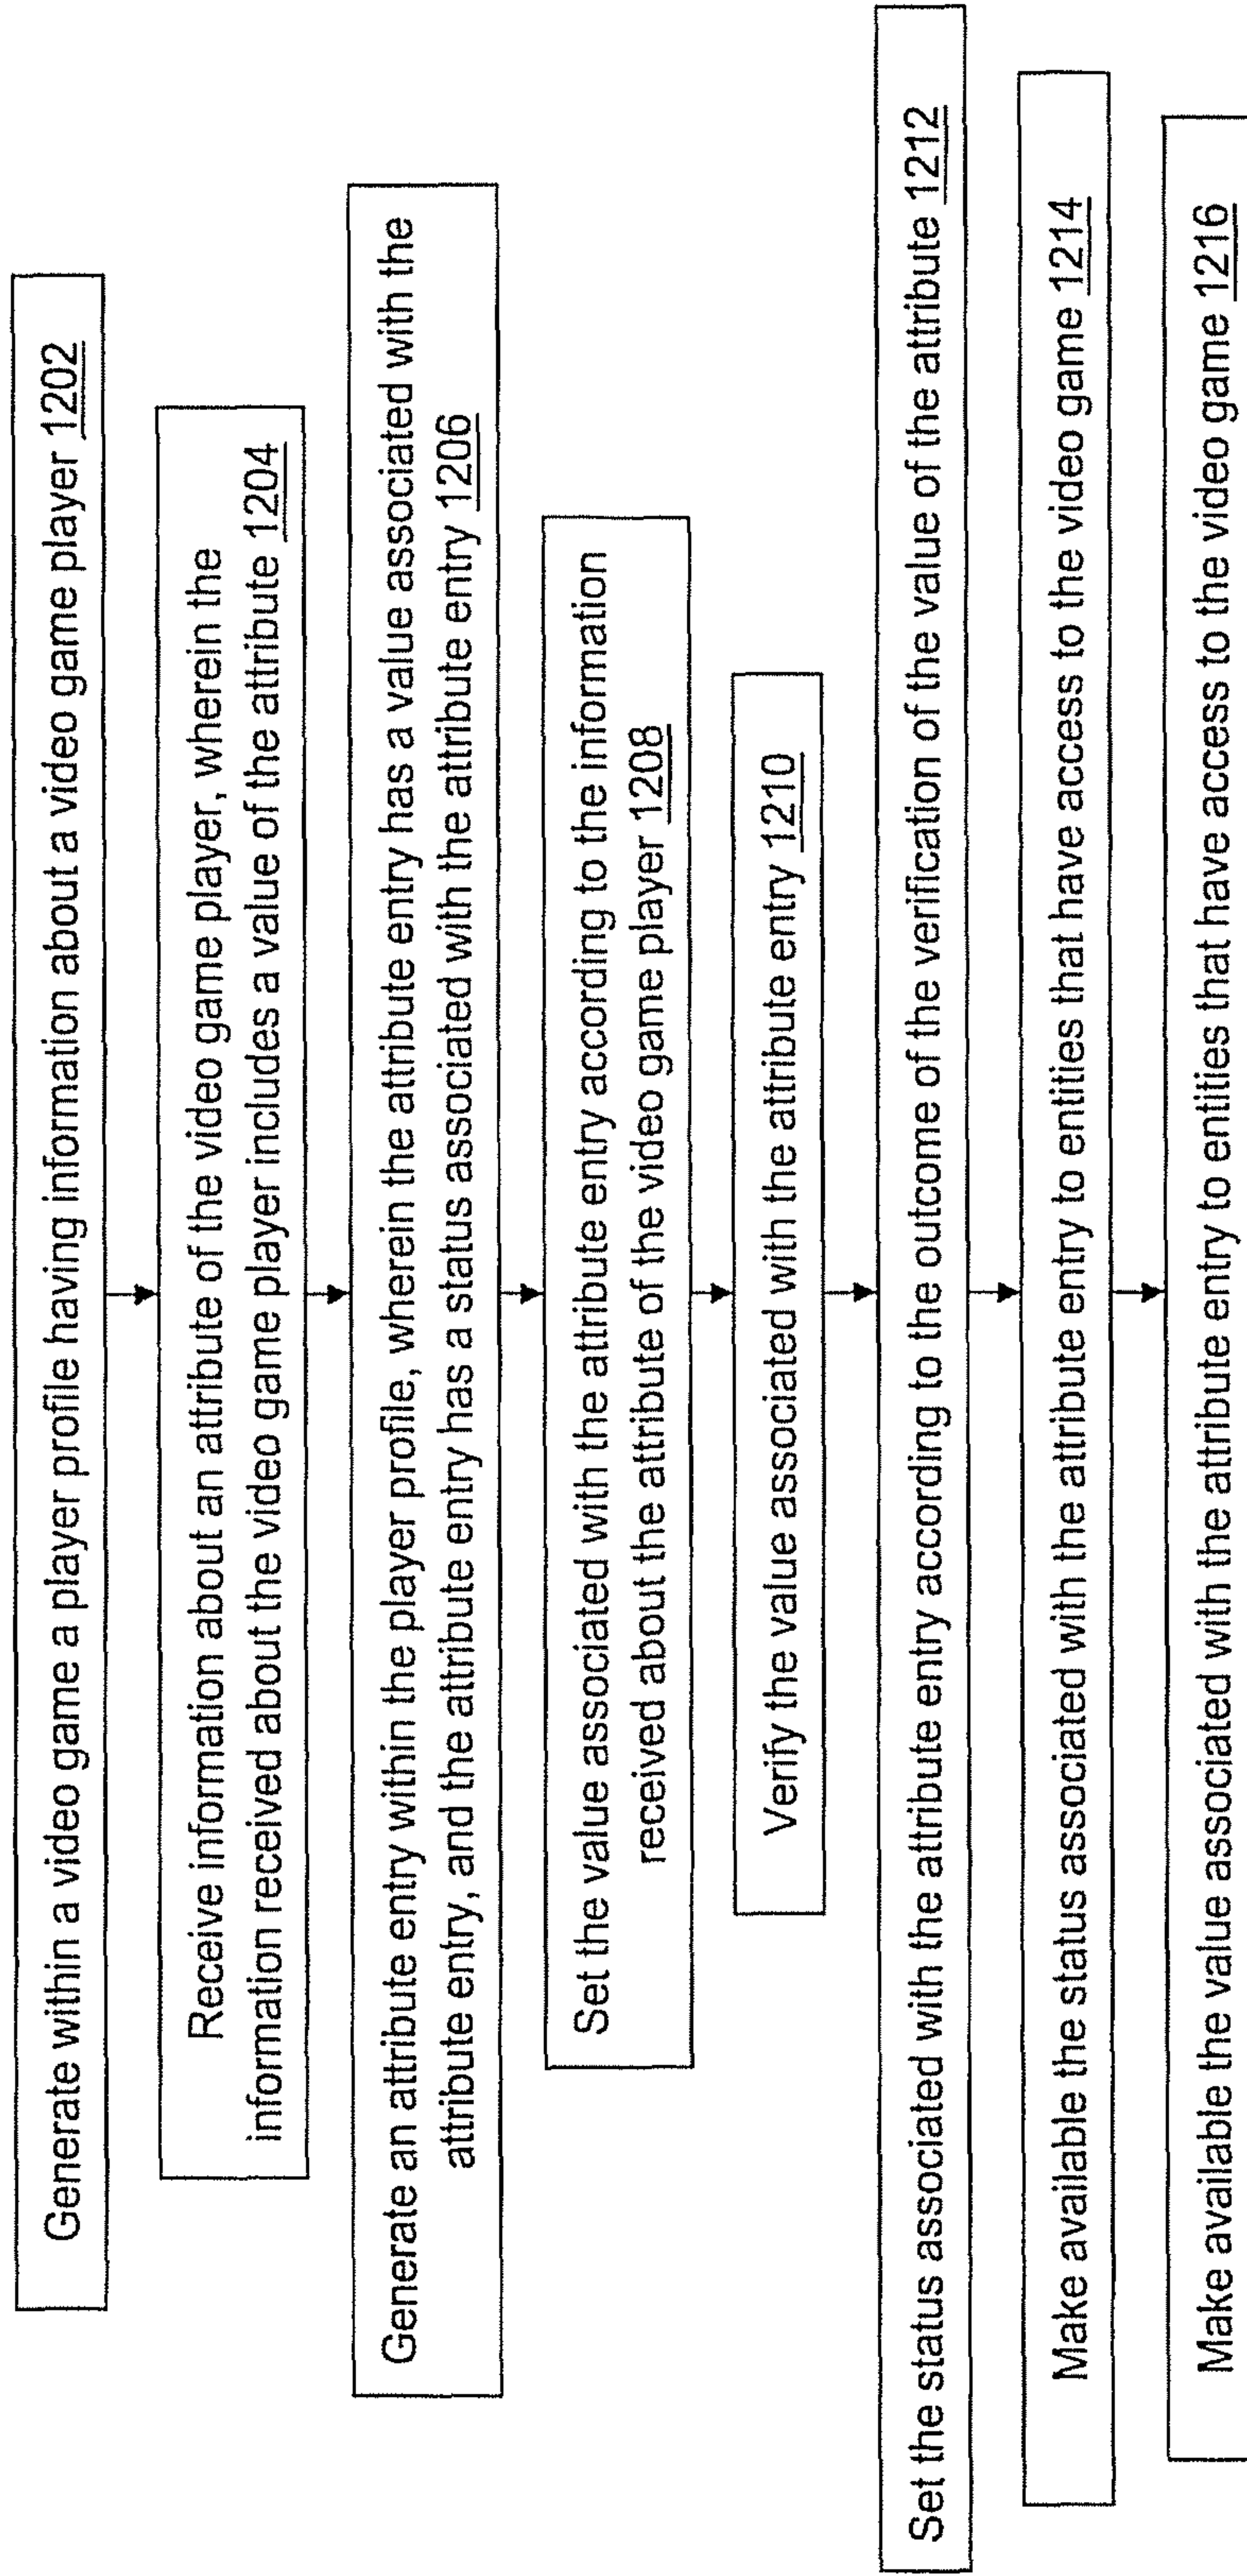 Generate within a video game a player profile having information about a video game player 1202
Receive information about an attribute of the video game player, wherein the
information received about the video game player includes a value of the attribute 1204
Generate an attribute entry within the player profile, wherein the attribute entry has a value associated with the
attribute entry, and the attribute entry has a status associated with the attribute entry 1206
Set the value associated with the attribute entry according to the information
received about the attribute of the video game player 1208
Verify the value associated with the attribute entry 1210
Set the status associated with the attribute entry according to the outcome of the verification of the value of the attribute 1212
Make available the status associated with the attribute entry to entities that have access to the video game 1214
Make available the value associated with the attribute entry to entities that have access to the video game 1216